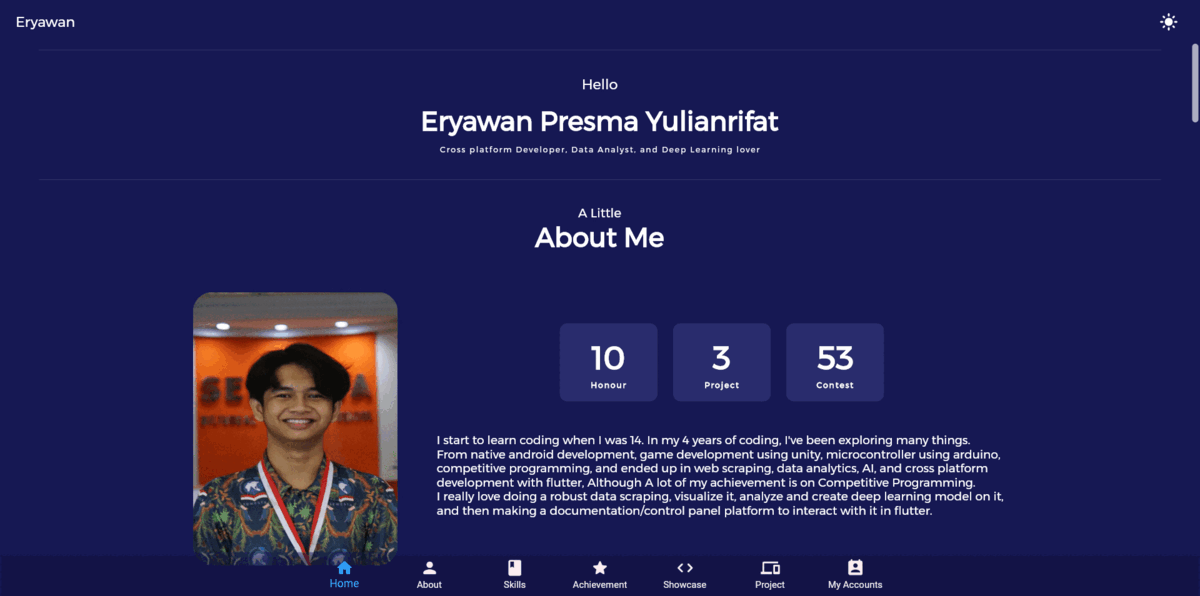 Eryawan
Hello
Eryawan Presma Yulianrifat
Cross platform Developer, Data Analyst, and Deep Learning lover
A Little
About Me
10
Honour
3
Project
53
Contest
I start to learn coding when I was 14. In my 4 years of coding, I've been exploring many things.
From native android development, game development using unity, microcontroller using arduino,
competitive programming, and ended up in web scraping, data analytics, AI, and cross platform
development with flutter, Although A lot of my achievement is on Competitive Programming.
I really love doing a robust data scraping, visualize it, analyze and create deep learning model on it,
and then making a documentation/control panel platform to interact with it in flutter.
Home
About
Skills
Achievement
Showcase
Project
My Accounts